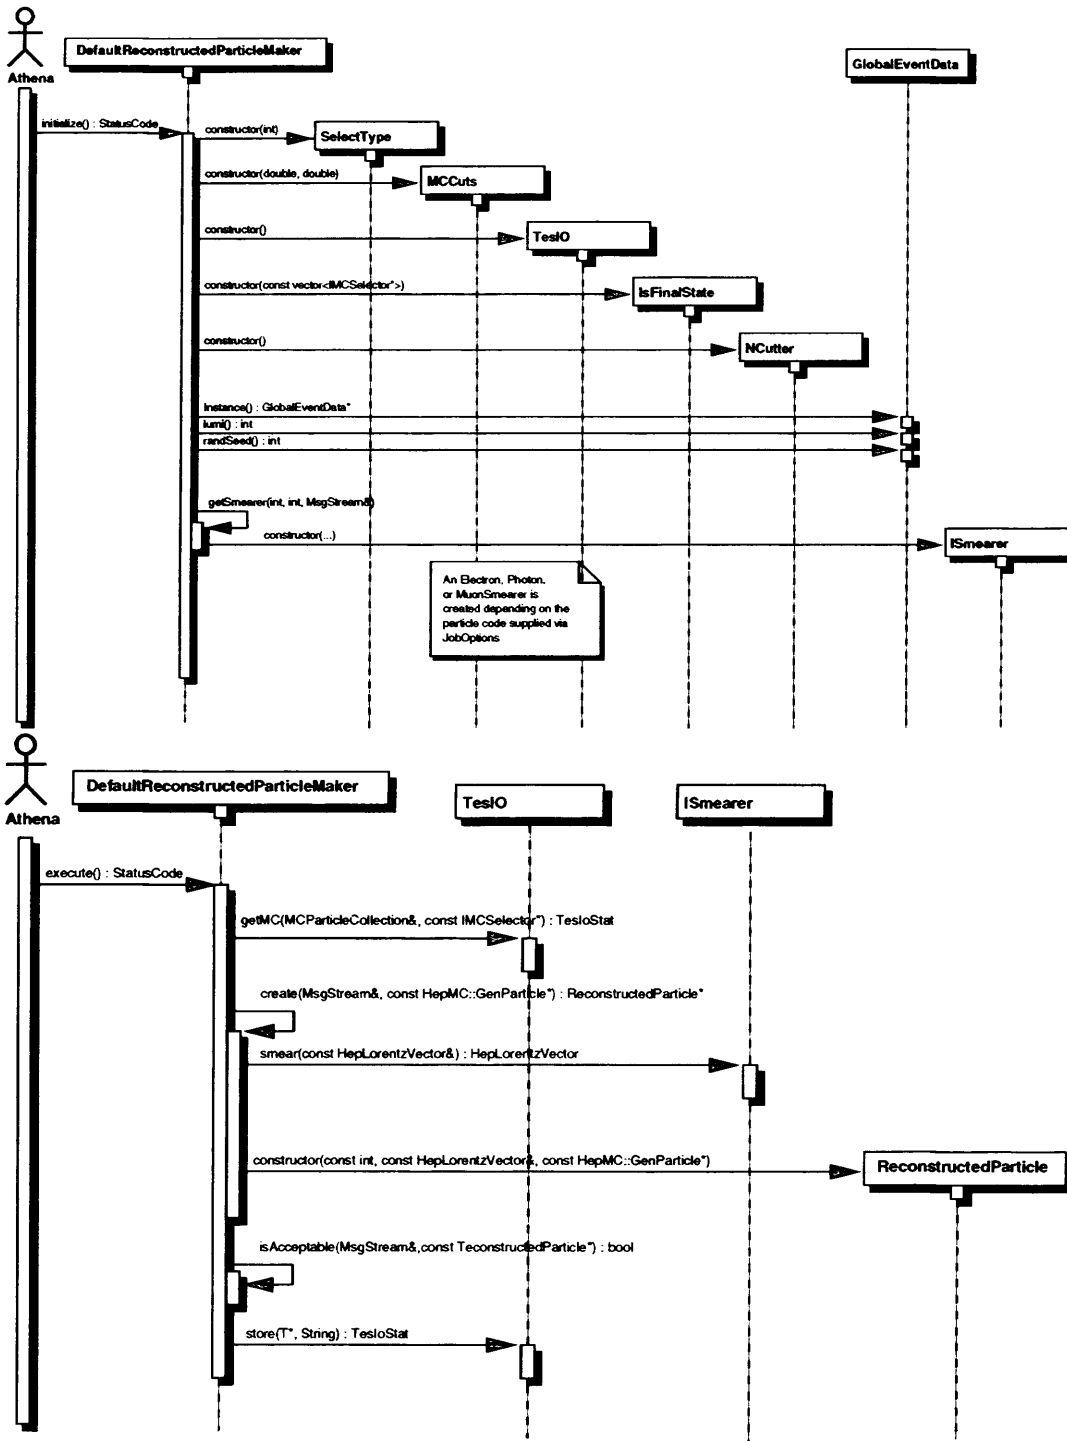 Athena
DefaultReconstructedParticleMaker
GlobalEventData
initialize() : StatusCode
constructor(int)
SelectType
constructor(double, double)
MCCuts
constructor()
TesIO
constructor(const vector<IMCSelector*>)
IsFinalState
constructor()
NCutter
Instance() : GlobalEventData*
lumi() : int
randSeed() : int
getSmearer(int, int, MsgStream&)
constructor(...)
ISmearer
An Electron, Photon,
or MuonSmearer is
created depending on the
particle code supplied via
JobOptions
Athena
DefaultReconstructedParticleMaker
TesIO
ISmearer
execute() : StatusCode
getMC(MCParticleCollection&, const IMCSelector*) : TesIoStat
create(MsgStream&, const HepMC::GenParticle*) : ReconstructedParticle*
smear(const HepLorentzVector&) : HepLorentzVector
constructor(const int, const HepLorentzVector&, const HepMC::GenParticle*)
ReconstructedParticle
isAcceptable(MsgStream&,const TeconstructedParticle*) : bool
store(T*, String) : TesIoStat